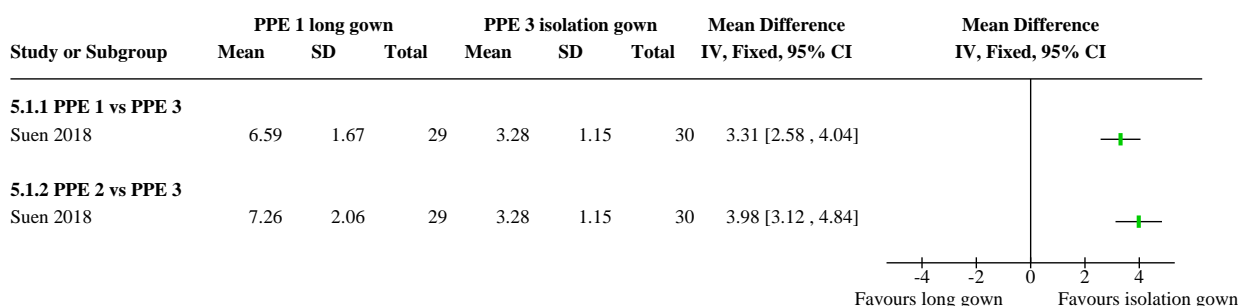 PPE 1 long gown PPE 3 isolation gown Mean Difference Mean Difference
Study or Subgroup Mean SD Total Mean SD Total IV, Fixed, 95% CI IV, Fixed, 95% CI
5.1.1 PPE 1 vs PPE 3
Suen 2018 6.59 1.67 29 3.28 1.15 30 3.31 [2.58 , 4.04]
5.1.2 PPE 2 vs PPE 3
Suen 2018 7.26 2.06 29 3.28 1.15 30 3.98 [3.12 , 4.84]
-4 -2 0 2 4
Favours long gown Favours isolation gown